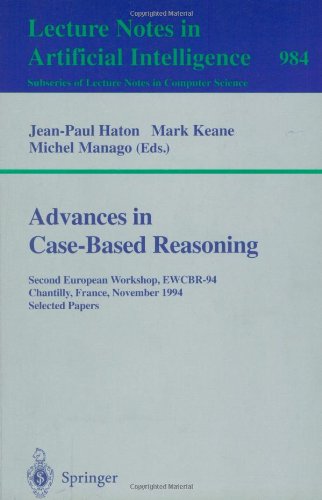 Lecture Notes in
Artificial Intelligence 984
Subseries of Lecture Notes in Computer Science
Jean-Paul Haton Mark Keane
Michel Manago (Eds.)
Advances in
Case-Based Reasoning
Second European Workshop, EWCBR-94
Chantilly, France, November 1994
Selected Papers
Springer